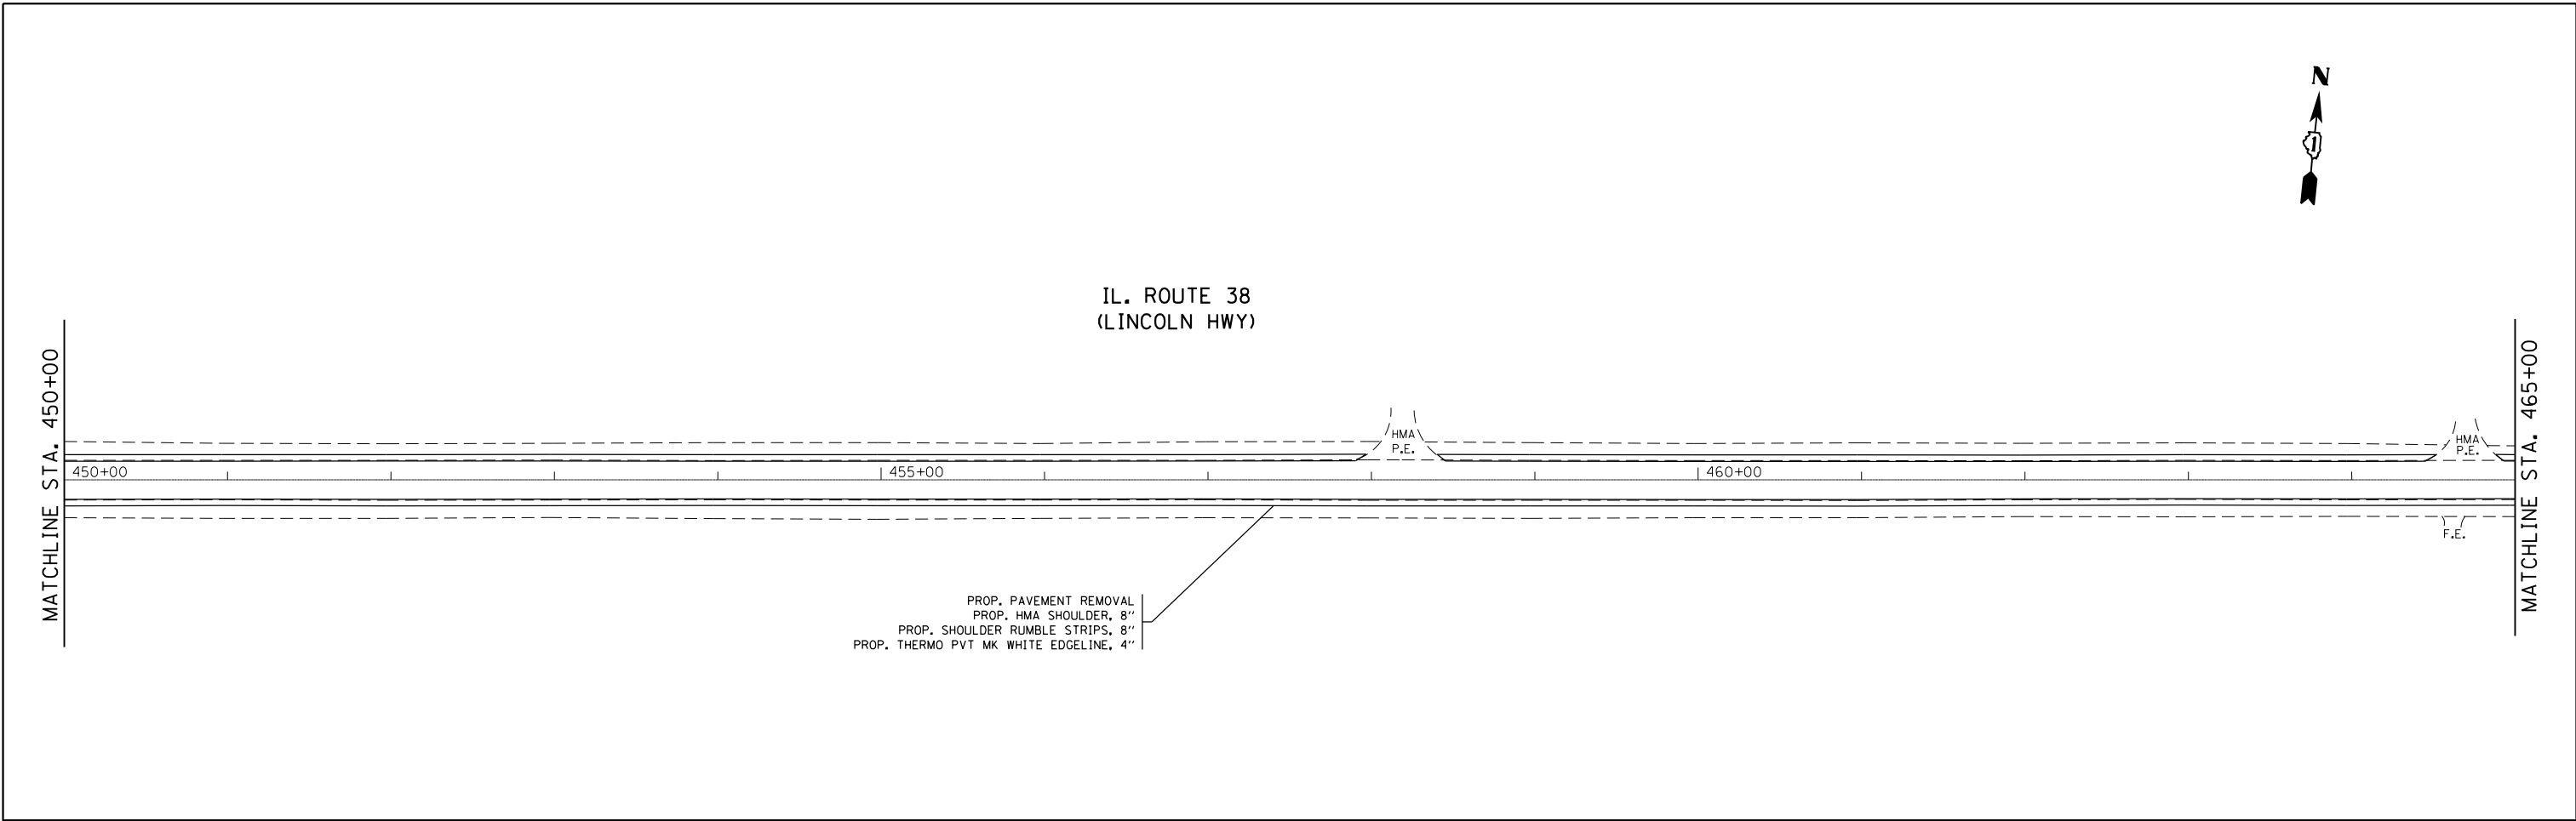 N
1
IL. ROUTE 38
(LINCOLN HWY)
MATCHLINE STA. 450+00
MATCHLINE STA. 465+00
HMA
P.E.
HMA
P.E.
450+00
455+00
460+00
F.E.
PROP. PAVEMENT REMOVAL
PROP. HMA SHOULDER, 8"
PROP. SHOULDER RUMBLE STRIPS, 8"
PROP. THERMO PVT MK WHITE EDGELINE, 4"